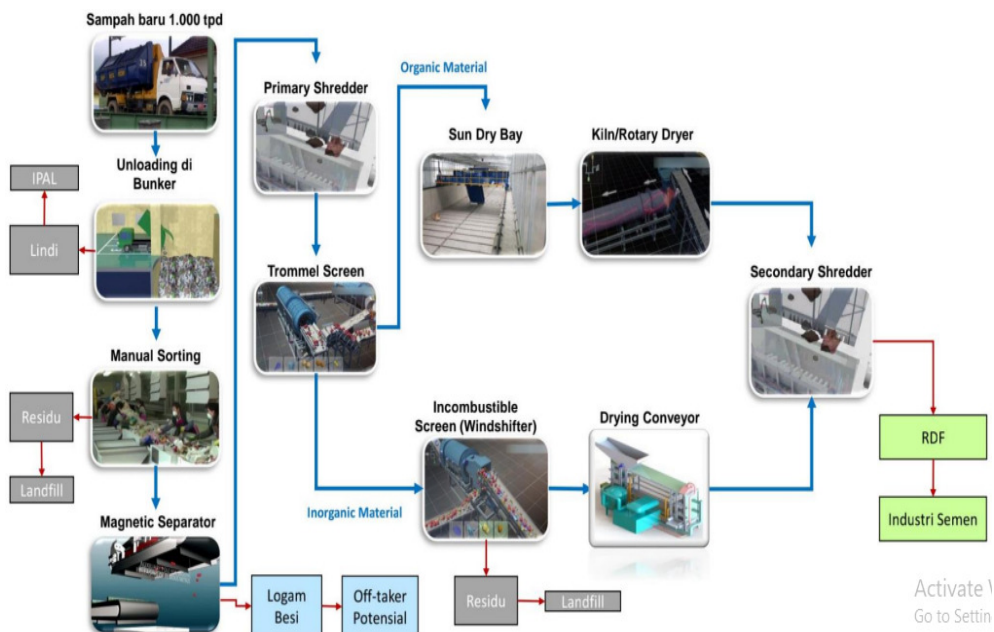 Sampah baru 1.000 tpd
Unloading di
Bunker
IPAL
Lindi
Manual Sorting
Residu
Landfill
Magnetic Separator
Logam
Besi
Off-taker
Potensial
Primary Shredder
Trommel Screen
Organic Material
Sun Dry Bay
Kiln/Rotary Dryer
Inorganic Material
Incombustible
Screen (Windshifter)
Residu
Landfill
Drying Conveyor
Secondary Shredder
RDF
Industri Semen
Activate
Go to Settin